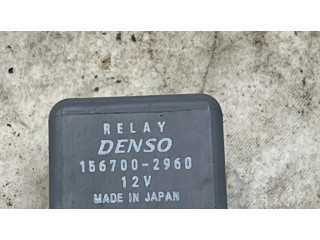 RELAY
DENSO
156700-2960
12V
MADE IN JAPAN